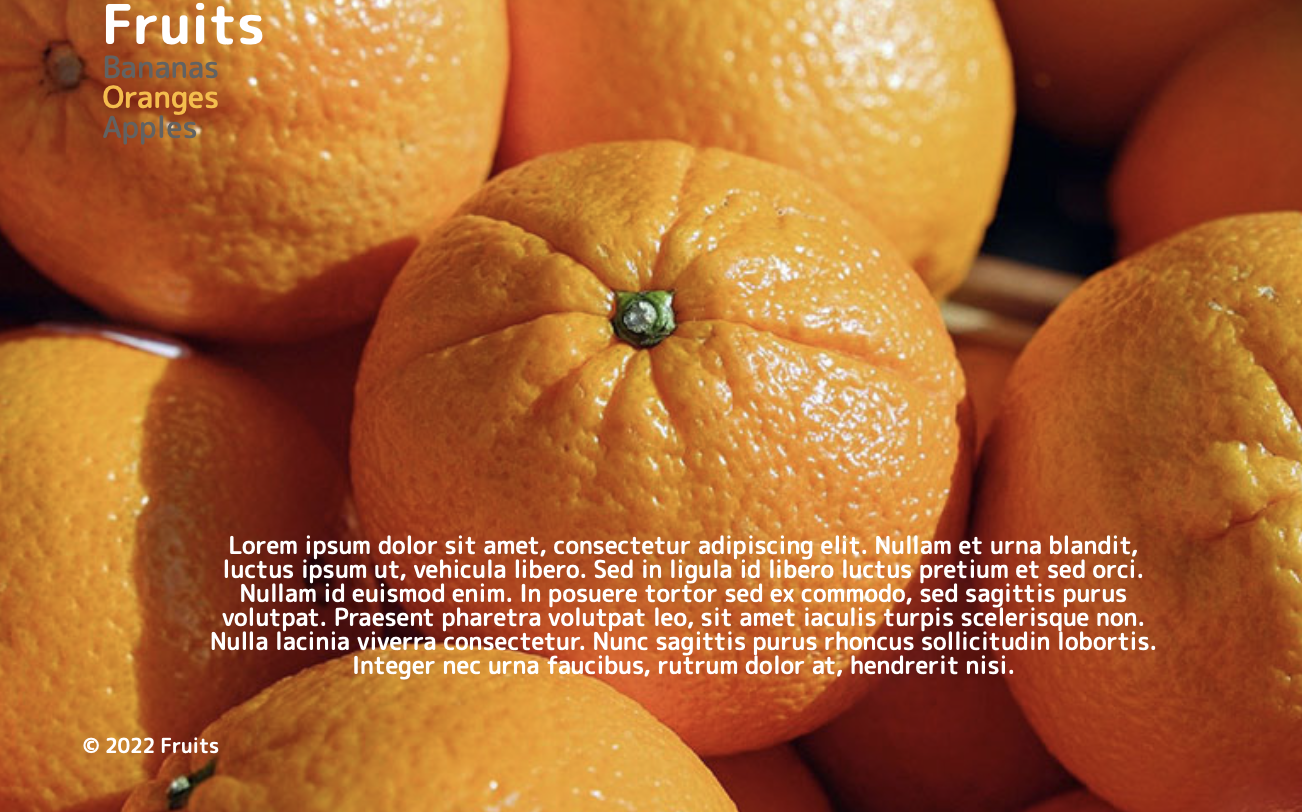 Fruits
Bananas
Oranges
Apples
Lorem ipsum dolor sit amet, consectetur adipiscing elit. Nullam et urna blandit,
luctus ipsum ut, vehicula libero. Sed in ligula id libero luctus pretium et sed orci.
Nullam id euismod enim. In posuere tortor sed ex commodo, sed sagittis purus
volutpat. Praesent pharetra volutpat leo, sit amet iaculis turpis scelerisque non.
Nulla lacinia viverra consectetur. Nunc sagittis purus rhoncus sollicitudin lobortis.
Integer nec urna faucibus, rutrum dolor at, hendrerit nisi.
© 2022 Fruits